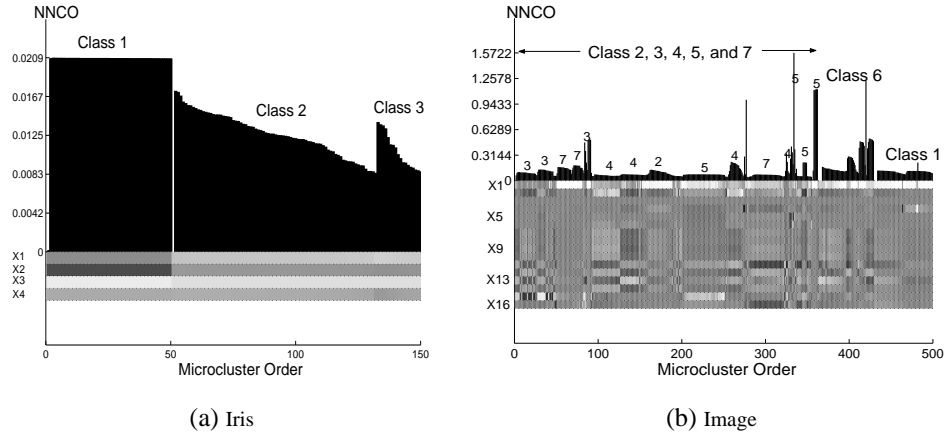 NNCO
Class 1
0.0209
0.0167
Class 3
Class 2
0.0125
0.0083
0.0042
0
X1
X2
X3
X4
0 50 100 150
Microcluster Order
(a) Iris
NNCO
1.5722
Class 2, 3, 4, 5, and 7
1.2578
5 5 Class 6
0.9433
0.6289
3
0.3144
3 3 7 7 4 4 2 5 4 7 4 5 Class 1
0
X1
X5
X9
X13
X16
0 100 200 300 400 500
Microcluster Order
(b) Image